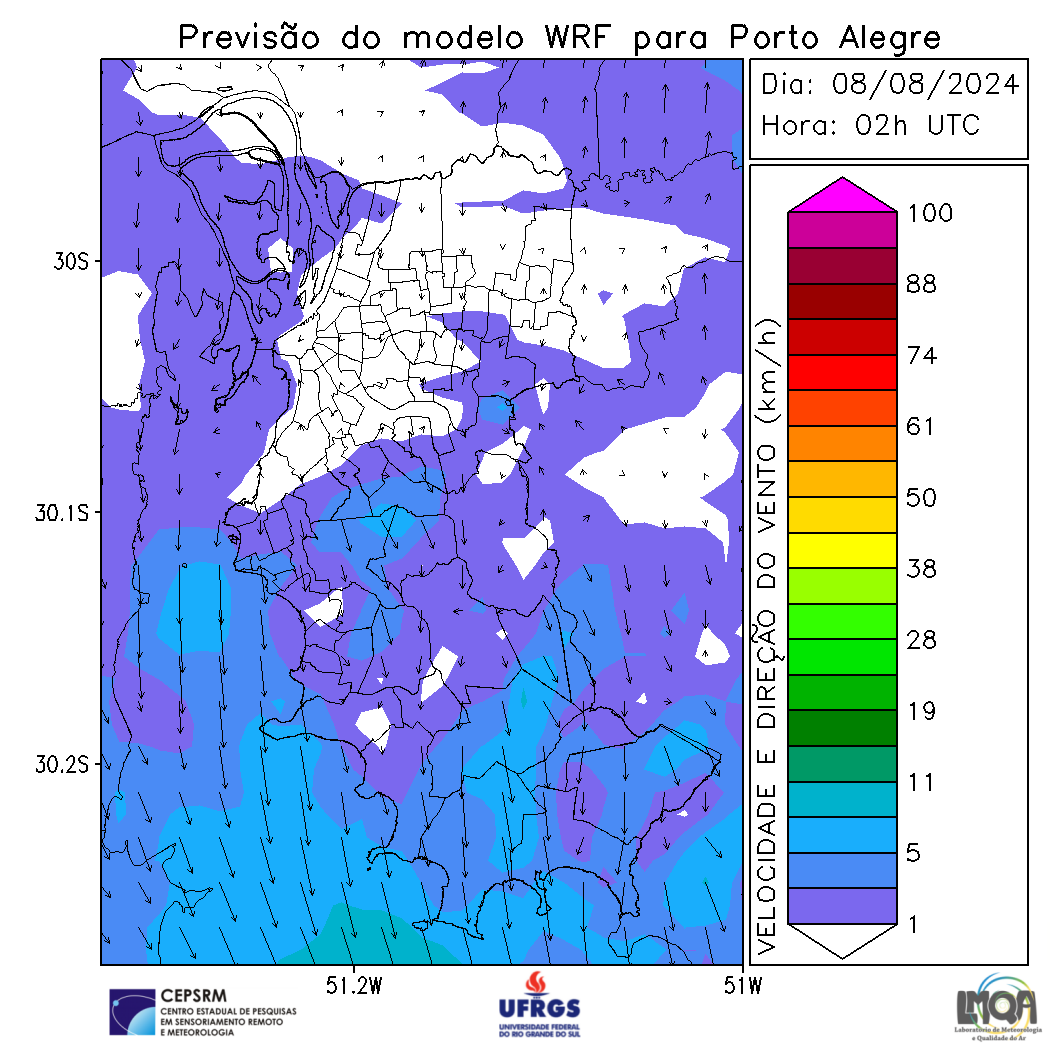 Previsão do modelo WRF para Porto Alegre
Dia: 08/08/2024
Hora: 02h UTC
30S
30.1S
30.2S
51.2W
51W
VELOCIDADE E DIREÇÃO DO VENTO (km/h)
100
88
74
61
50
38
28
19
11
5
1
CEPSRM
CENTRO ESTADUAL DE PESQUISAS
EM SENSORIAMENTO REMOTO
E METEOROLOGIA
UFRGS
UNIVERSIDADE FEDERAL
DO RIO GRANDE DO SUL
LMQA
Laboratório de Meteorologia
e Qualidade do Ar